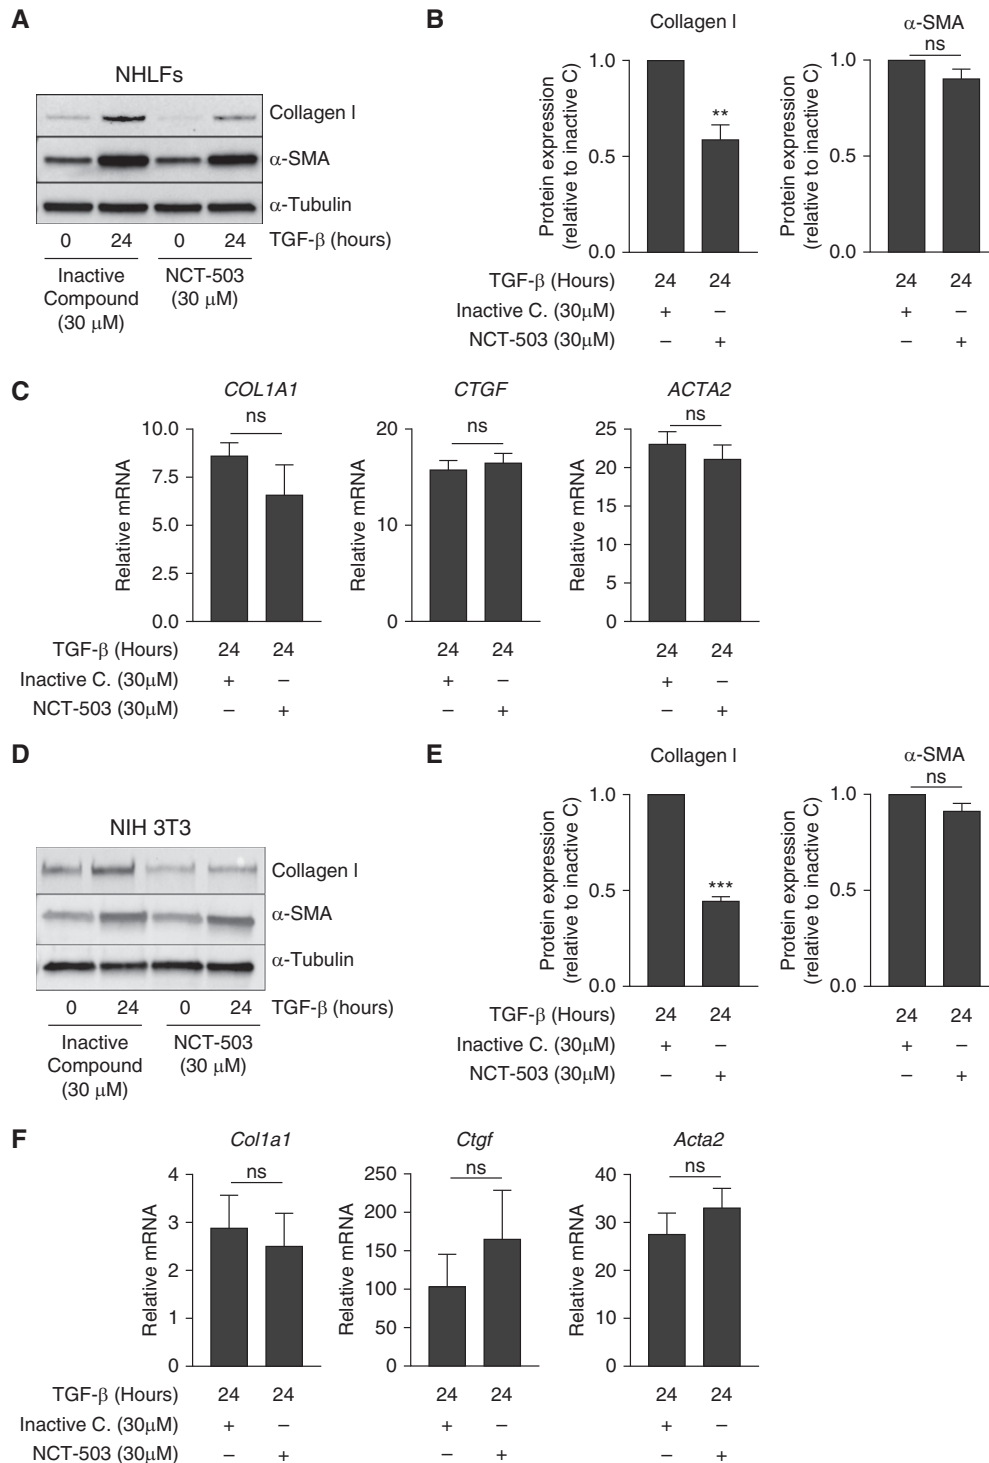 A
NHLFs
Collagen I
α-SMA
α-Tubulin
0 24 0 24 TGF-β (hours)
Inactive Compound (30 μM)
NCT-503 (30 μM)
B
Collagen I
Protein expression (relative to inactive C)
1.0
0.5
0.0
**
α-SMA
ns
Protein expression (relative to inactive C)
1.0
0.5
0.0
TGF-β (Hours) 24 24 24 24
Inactive C. (30μM) + – + –
NCT-503 (30μM) – + – +
C
COL1A1
ns
Relative mRNA
10.0
7.5
5.0
2.5
0.0
CTGF
ns
Relative mRNA
20
10
0
ACTA2
ns
Relative mRNA
25
20
15
10
5
0
TGF-β (Hours) 24 24 24 24 24 24
Inactive C. (30μM) + – + – + –
NCT-503 (30μM) – + – + – +
D
NIH 3T3
Collagen I
α-SMA
α-Tubulin
0 24 0 24 TGF-β (hours)
Inactive Compound (30 μM)
NCT-503 (30 μM)
E
Collagen I
Protein expression (relative to inactive C)
1.0
0.5
0.0
***
α-SMA
ns
Protein expression (relative to inactive C)
1.0
0.5
0.0
TGF-β (Hours) 24 24 24 24
Inactive C. (30μM) + – + –
NCT-503 (30μM) – + – +
F
Col1a1
ns
Relative mRNA
4
3
2
1
0
Ctgf
ns
Relative mRNA
250
200
150
100
50
0
Acta2
ns
Relative mRNA
40
30
20
10
0
TGF-β (Hours) 24 24 24 24 24 24
Inactive C. (30μM) + – + – + –
NCT-503 (30μM) – + – + – +